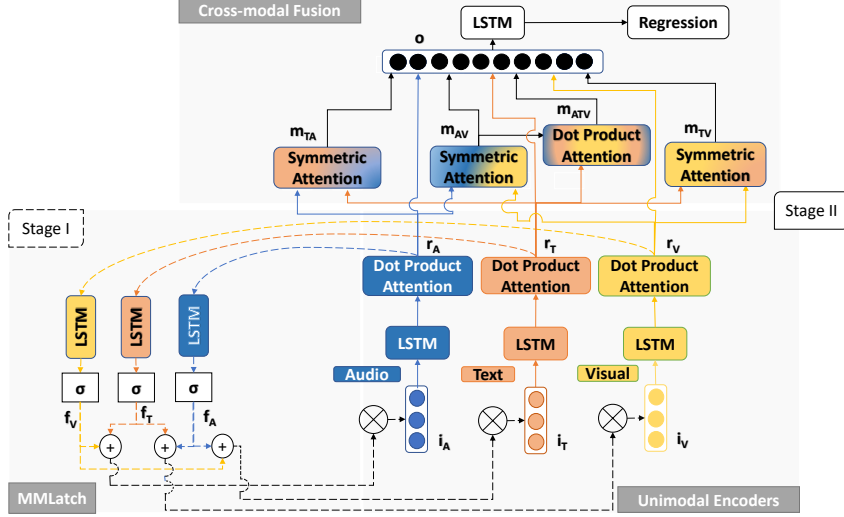 Cross-modal Fusion
LSTM
Regression
o
m_TA
m_AV
m_ATV
m_TV
Symmetric
Attention
Symmetric
Attention
Dot Product
Attention
Symmetric
Attention
Stage I
Stage II
r_A
r_T
r_V
Dot Product
Attention
Dot Product
Attention
Dot Product
Attention
LSTM
LSTM
LSTM
LSTM
LSTM
LSTM
Audio
Text
Visual
σ
σ
σ
f_V
f_T
f_A
+
+
+
i_A
i_T
i_V
MMLatch
Unimodal Encoders